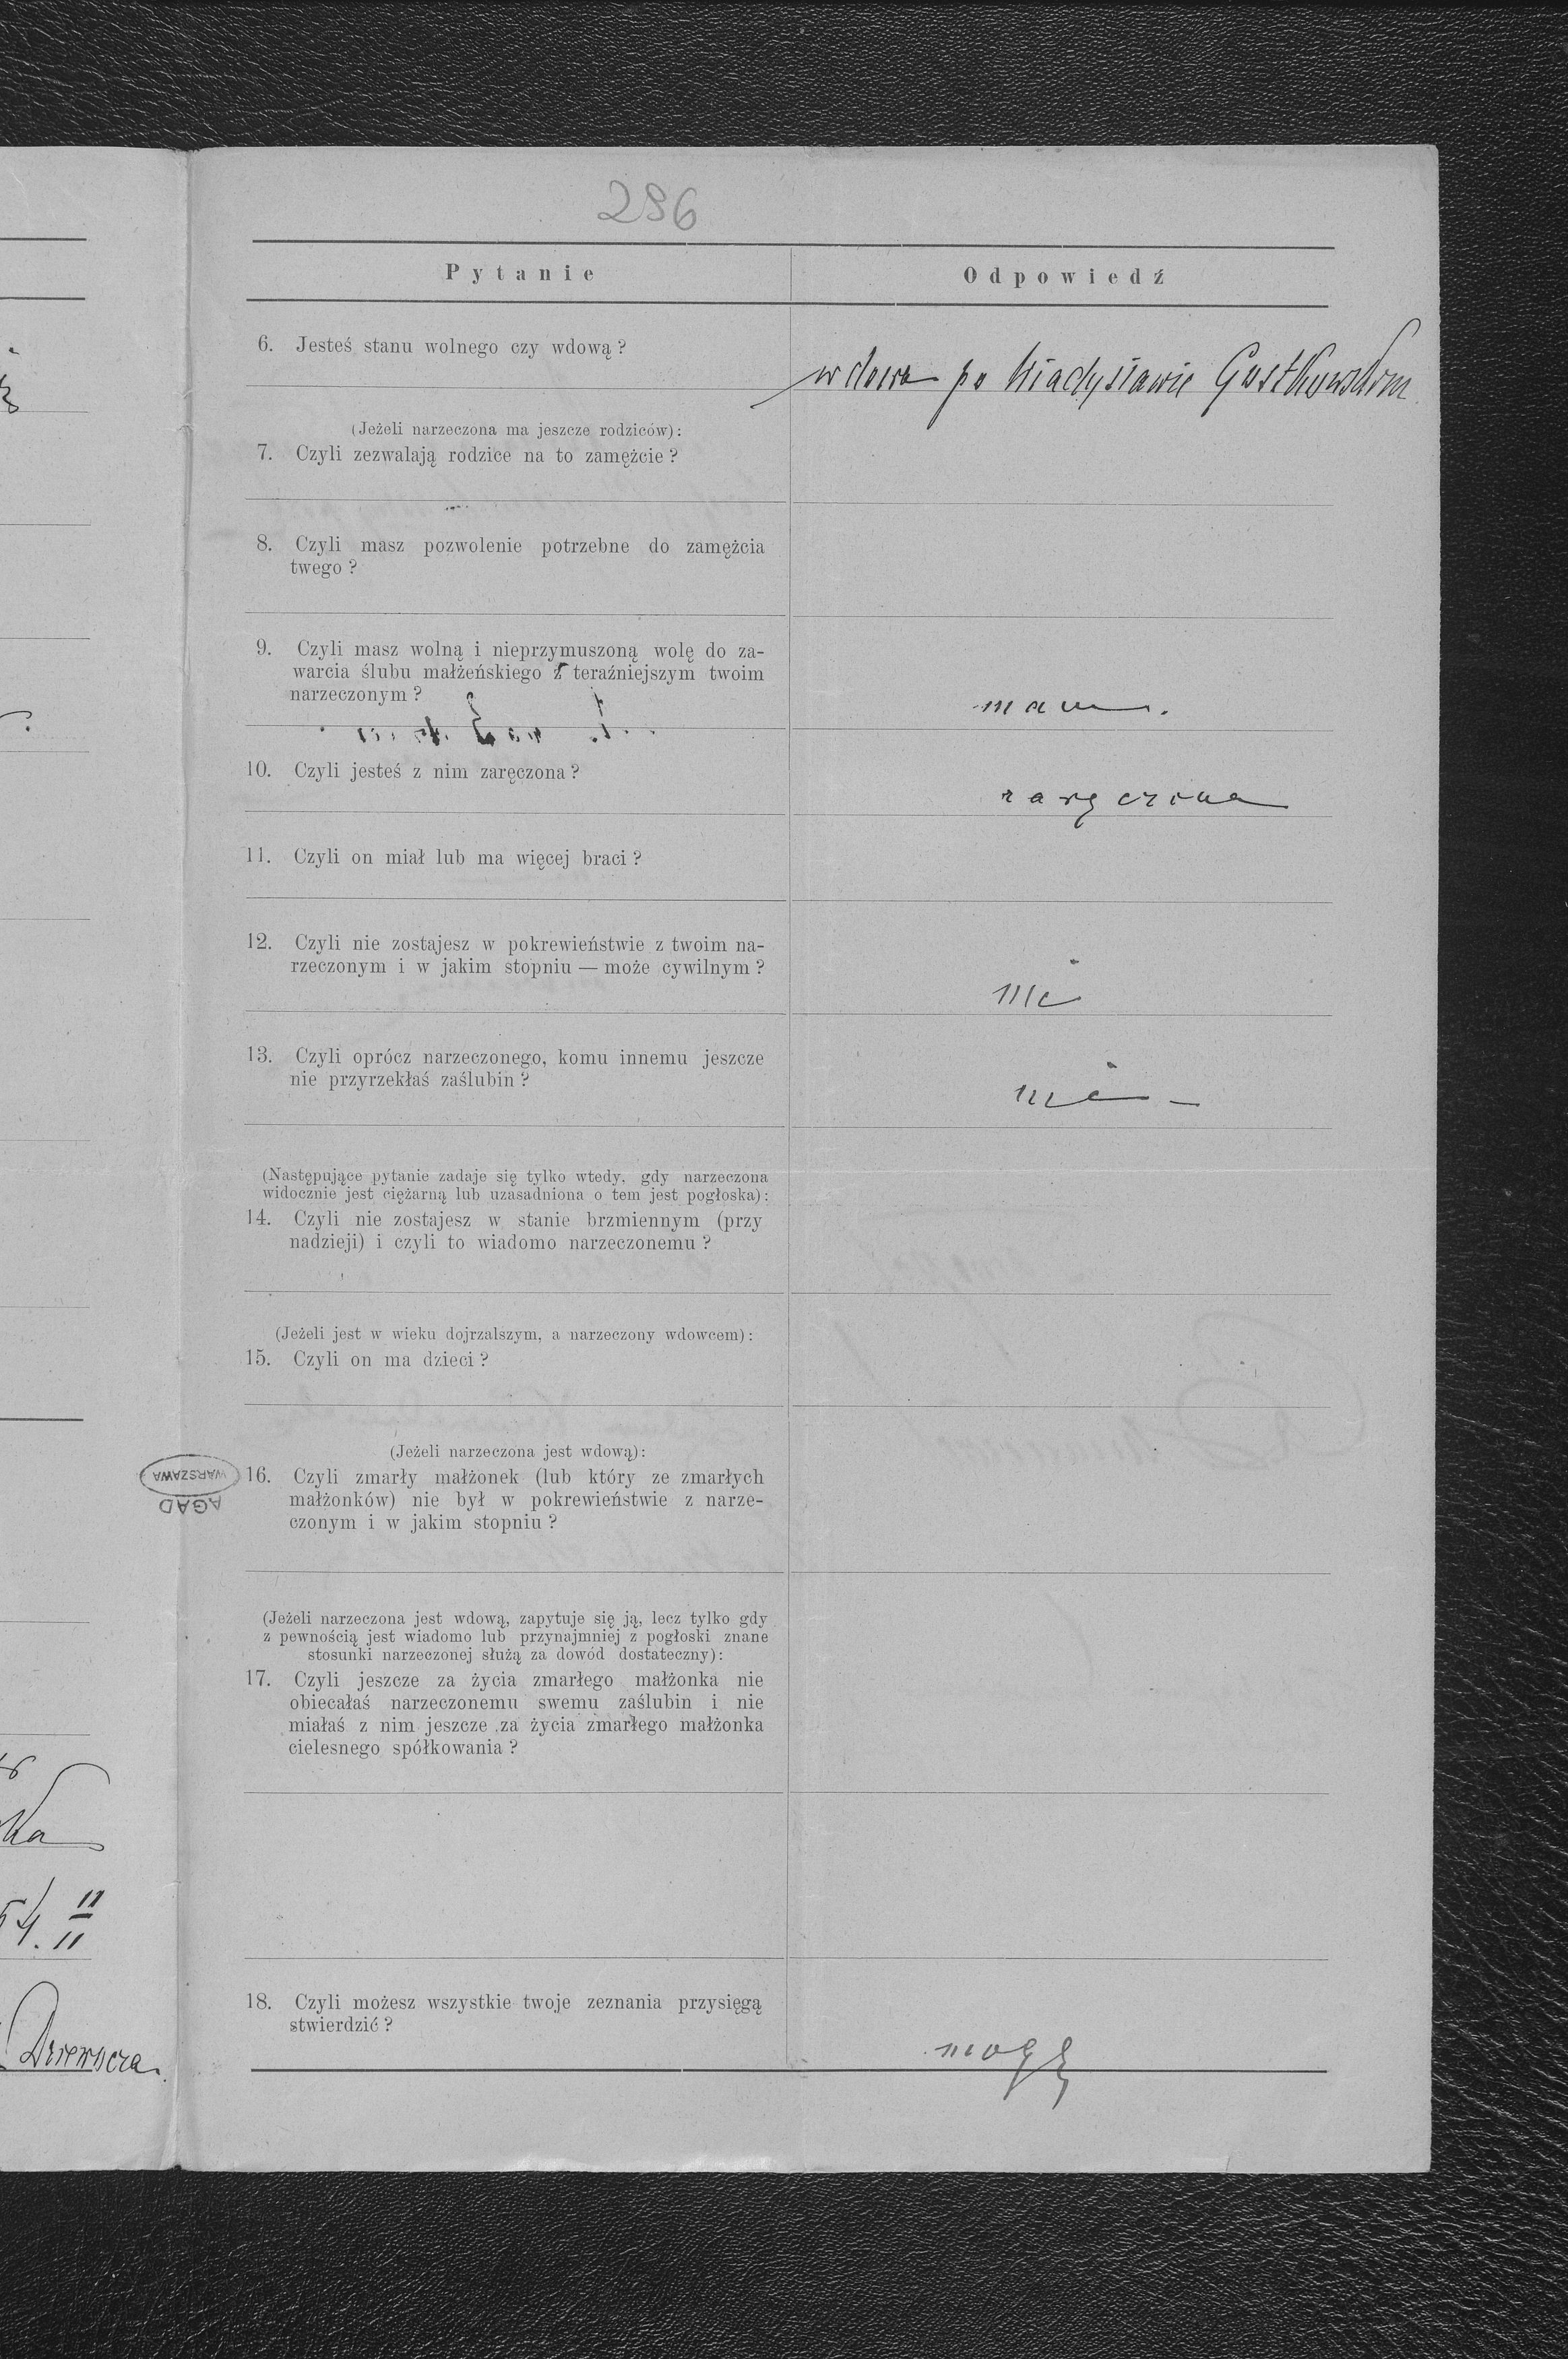 286
Pytanie
Odpowiedź
6. Jesteś stanu wolnego czy wdową?
wdowa po Władysławie Gustkowskim
(Jeżeli narzeczona ma jeszcze rodziców):
7. Czyli zezwalają rodzice na to zamężcie?
8. Czyli masz pozwolenie potrzebne do zamężcia
twego?
9. Czyli masz wolną i nieprzymuszoną wolę do za-
warcia ślubu małżeńskiego z teraźniejszym twoim
narzeczonym?
mam.
10. Czyli jesteś z nim zaręczona?
zaręczona
11. Czyli on miał lub ma więcej braci?
12. Czyli nie zostajesz w pokrewieństwie z twoim na-
rzeczonym i w jakim stopniu — może cywilnym?
nie
13. Czyli oprócz narzeczonego, komu innemu jeszcze
nie przyrzekłaś zaślubin?
nie —
(Następujące pytanie zadaje się tylko wtedy, gdy narzeczona
widocznie jest ciężarną lub uzasadniona o tem jest pogłoska):
14. Czyli nie zostajesz w stanie brzmiennym (przy
nadzieji) i czyli to wiadomo narzeczonemu?
(Jeżeli jest w wieku dojrzalszym, a narzeczony wdowcem):
15. Czyli on ma dzieci?
(Jeżeli narzeczona jest wdową):
16. Czyli zmarły małżonek (lub który ze zmarłych
małżonków) nie był w pokrewieństwie z narze-
czonym i w jakim stopniu?
AGAD
WARSZAWA
(Jeżeli narzeczona jest wdową, zapytuje się ją, lecz tylko gdy
z pewnością jest wiadomo lub przynajmniej z pogłoski znane
stosunki narzeczonej służą za dowód dostateczny):
17. Czyli jeszcze za życia zmarłego małżonka nie
obiecałaś narzeczonemu swemu zaślubin i nie
miałaś z nim jeszcze za życia zmarłego małżonka
cielesnego spółkowania?
18. Czyli możesz wszystkie twoje zeznania przysięgą
stwierdzić?
mogę